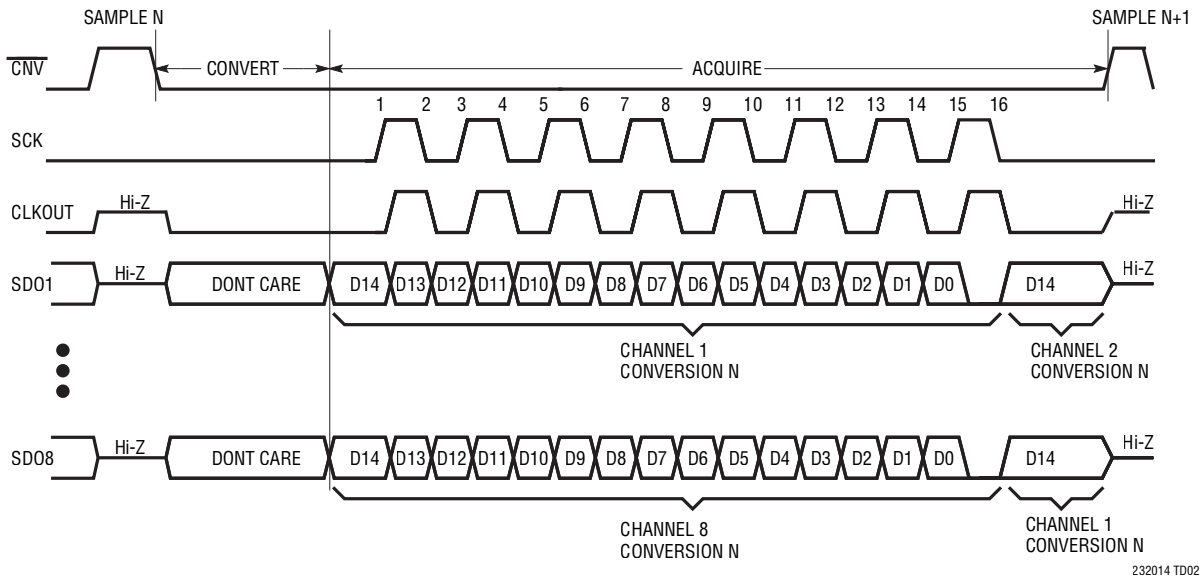 SAMPLE N SAMPLE N+1
CNV CONVERT ACQUIRE
1 2 3 4 5 6 7 8 9 10 11 12 13 14 15 16
SCK
CLKOUT Hi-Z Hi-Z
SDO1 Hi-Z DONT CARE D14 D13 D12 D11 D10 D9 D8 D7 D6 D5 D4 D3 D2 D1 D0 D14 Hi-Z
CHANNEL 1 CHANNEL 2
CONVERSION N CONVERSION N
SDO8 Hi-Z DONT CARE D14 D13 D12 D11 D10 D9 D8 D7 D6 D5 D4 D3 D2 D1 D0 D14 Hi-Z
CHANNEL 8 CHANNEL 1
CONVERSION N CONVERSION N
232014 TD02